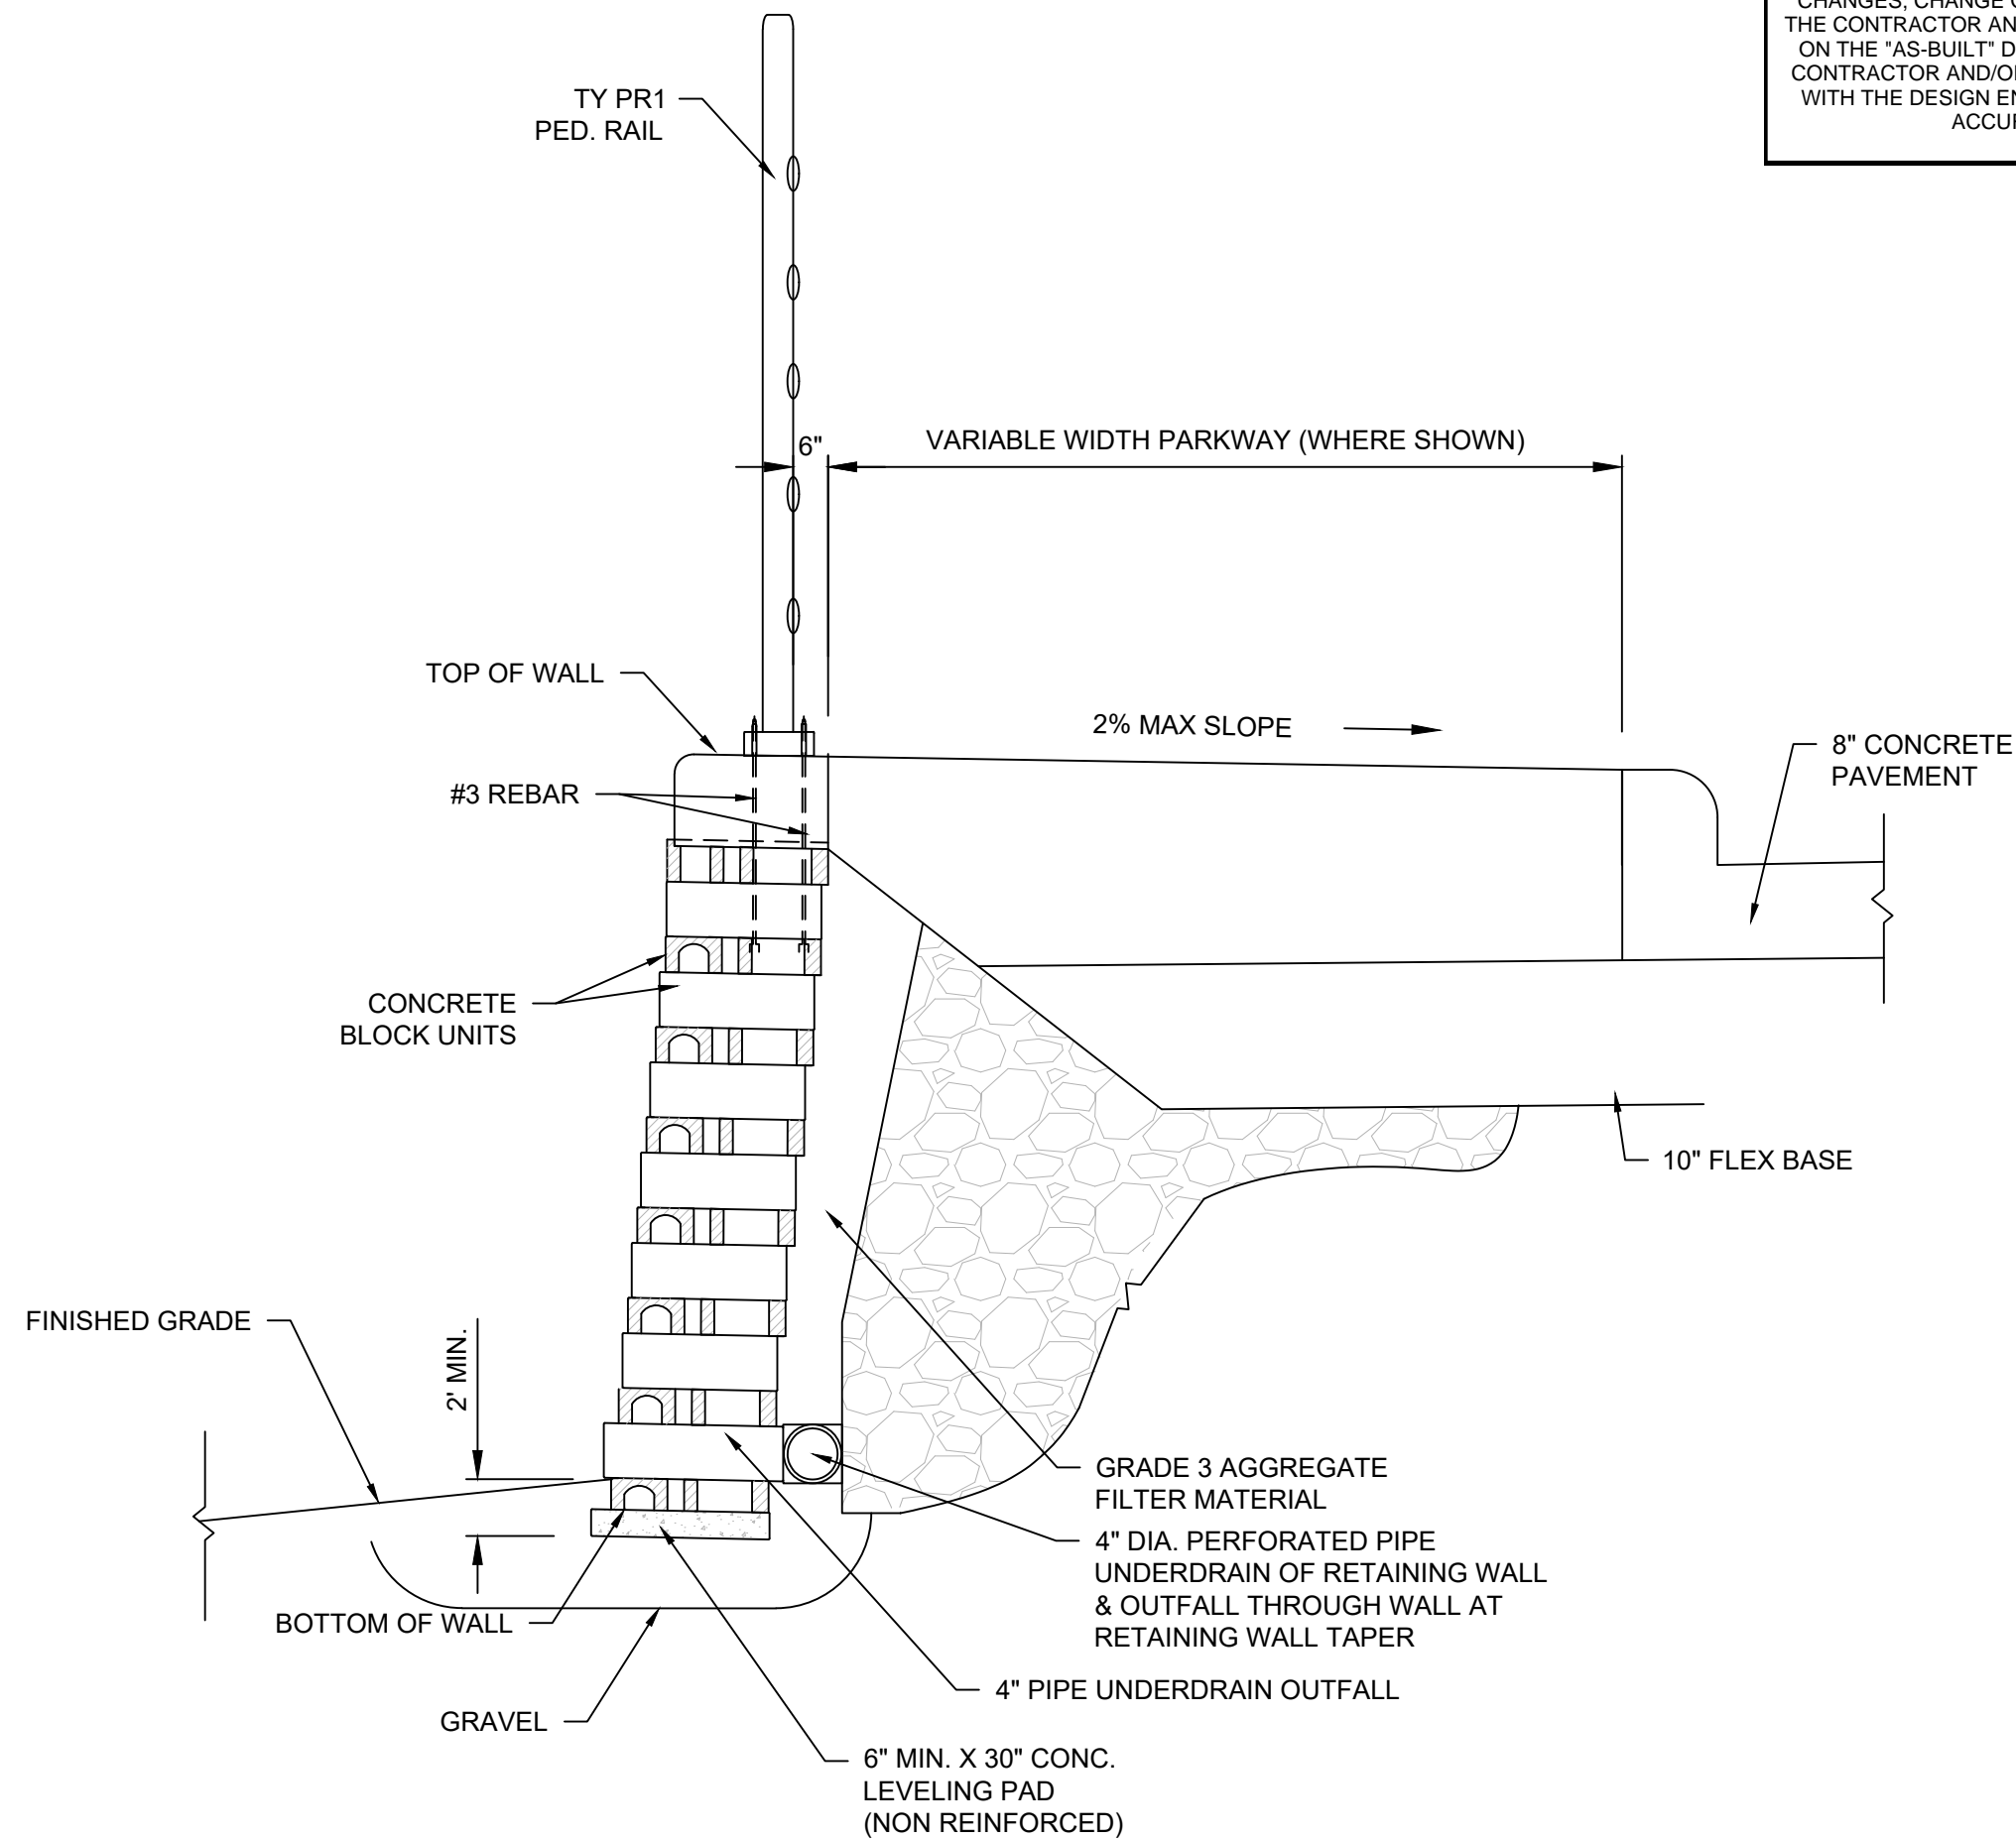 CHANGES, CHANGE
THE CONTRACTOR
ON THE "AS-BUILT"
CONTRACTOR
WITH THE DESIGN
TY PR1
PED. RAIL
6"
VARIABLE WIDTH PARKWAY (WHERE SHOWN)
TOP OF WALL
2% MAX SLOPE
8" CONCRETE
PAVEMENT
#3 REBAR
CONCRETE
BLOCK UNITS
10" FLEX BASE
FINISHED GRADE
2' MIN.
GRADE 3 AGGREGATE
FILTER MATERIAL
4" DIA. PERFORATED PIPE
UNDERDRAIN OF RETAINING WALL
& OUTFALL THROUGH WALL AT
RETAINING WALL TAPER
BOTTOM OF WALL
4" PIPE UNDERDRAIN OUTFALL
GRAVEL
6" MIN. X 30" CONC.
LEVELING PAD
(NON REINFORCED)